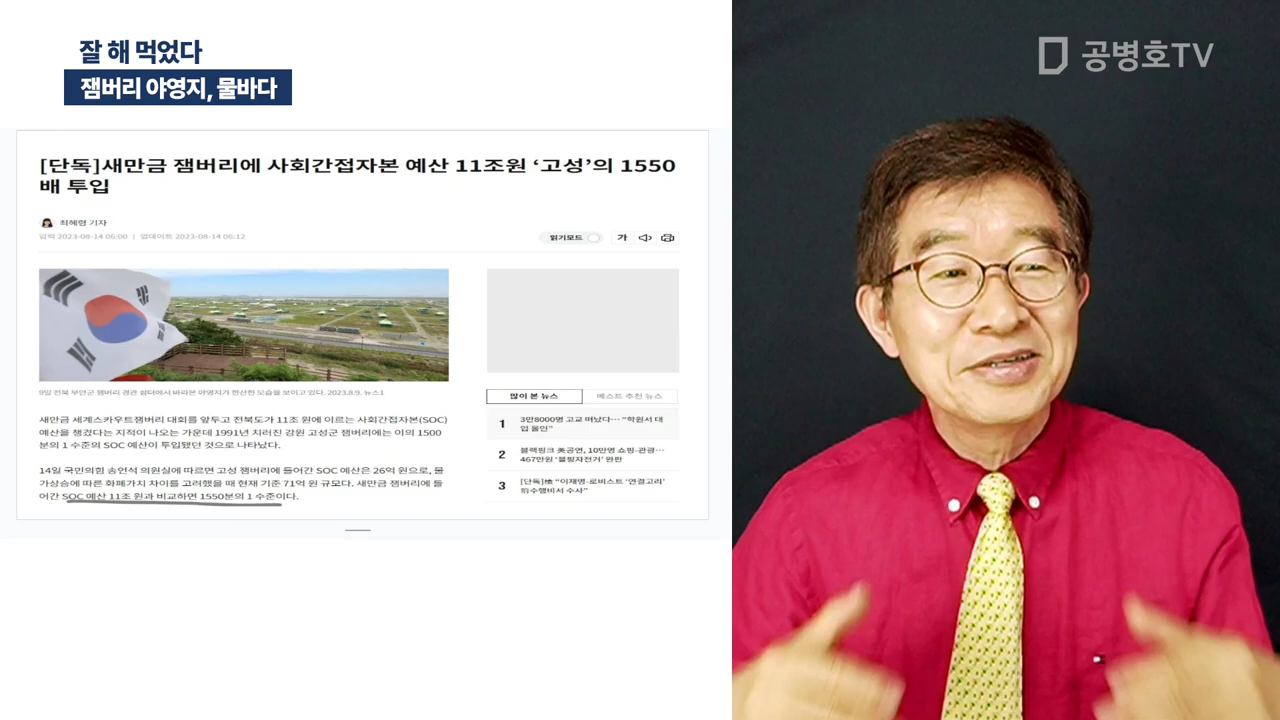 잘 해 먹었다
잼버리 야영지, 물바다
공병호TV
[단독]새만금 잼버리에 사회간접자본 예산 11조원 ‘고성’의 1550
배 투입
최혜령 기자
입력 2023-08-14 06:00 | 업데이트 2023-08-14 06:12
읽기모드
가
9일 전북 부안군 잼버리 경관 쉼터에서 바라본 야영지가 한산한 모습을 보이고 있다. 2023.8.9. 뉴스1
새만금 세계스카우트잼버리 대회를 앞두고 전북도가 11조 원에 이르는 사회간접자본(SOC)
예산을 챙겼다는 지적이 나오는 가운데 1991년 치러진 강원 고성군 잼버리에는 이의 1500
분의 1 수준의 SOC 예산이 투입됐던 것으로 나타났다.
14일 국민의힘 송언석 의원실에 따르면 고성 잼버리에 들어간 SOC 예산은 26억 원으로, 물
가상승에 따른 화폐가치 차이를 고려했을 때 현재 기준 71억 원 규모다. 새만금 잼버리에 들
어간 SOC 예산 11조 원과 비교하면 1550분의 1 수준이다.
많이 본 뉴스
베스트 추천 뉴스
1 3만8000명 고교 떠났다… “학원서 대
입 올인”
2 블랙핑크 美공연, 10만명 쇼핑-관광…
467만원 ‘블핑자전거’ 완판
3 [단독]檢 “이재명-로비스트 ‘연결고리’
前수행비서 수사”